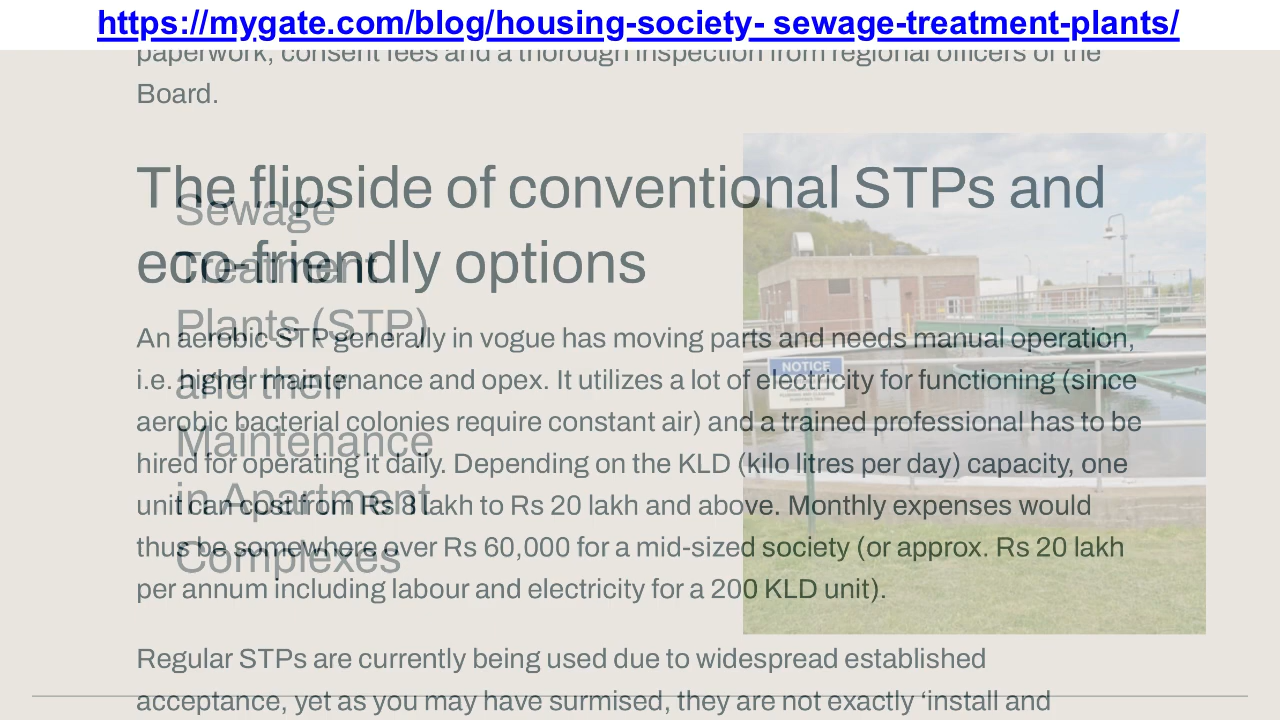 https://mygate.com/blog/housing-society- sewage-treatment-plants/
paperwork, consent fees and a thorough inspection from regional officers of the
Board.
The flipside of conventional STPs and
eco-friendly options
Sewage
Treatment
Plants (STP)
and their
Maintenance
in Apartment
Complexes
An aerobic STP generally in vogue has moving parts and needs manual operation,
i.e. higher maintenance and opex. It utilizes a lot of electricity for functioning (since
aerobic bacterial colonies require constant air) and a trained professional has to be
hired for operating it daily. Depending on the KLD (kilo litres per day) capacity, one
unit can cost from Rs 8 lakh to Rs 20 lakh and above. Monthly expenses would
thus be somewhere over Rs 60,000 for a mid-sized society (or approx. Rs 20 lakh
per annum including labour and electricity for a 200 KLD unit).
NOTICE
Regular STPs are currently being used due to widespread established
acceptance, yet as you may have surmised, they are not exactly ‘install and